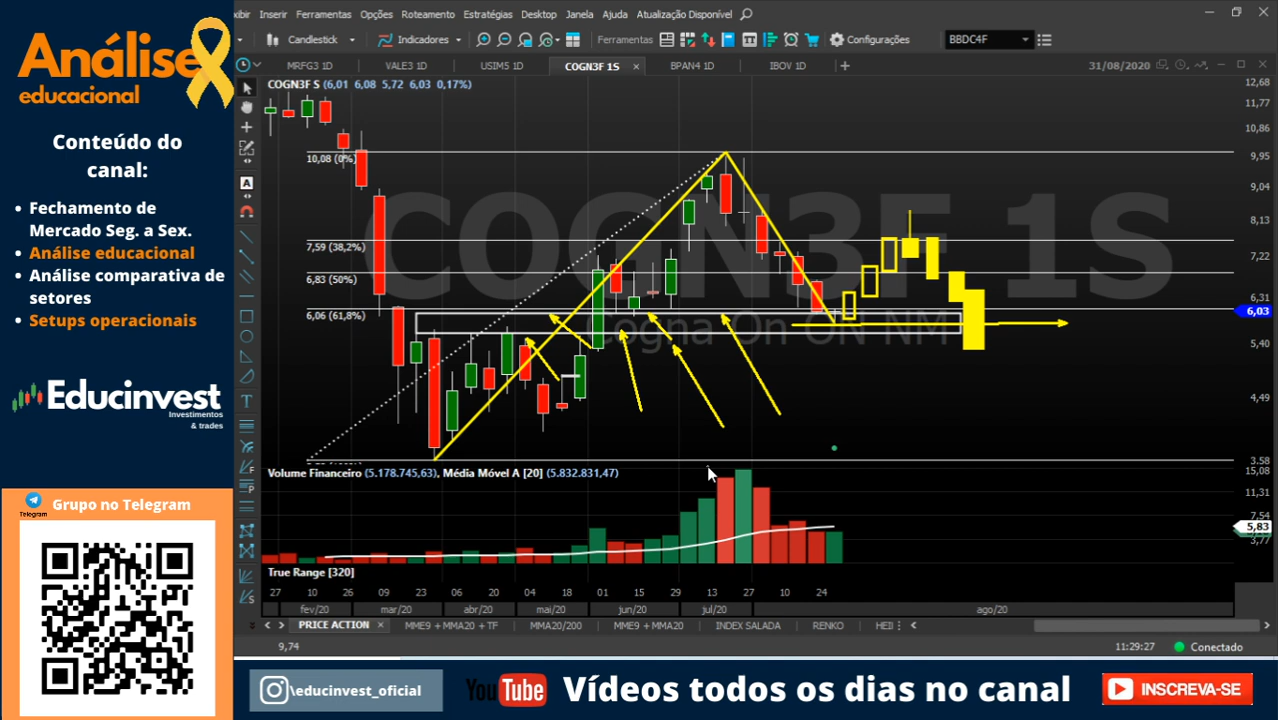 Análise
educacional
Conteúdo do
canal:
Fechamento de
Mercado Seg. a Sex.
Análise educacional
Análise comparativa de
setores
Setups operacionais
Educinvest
Investimentos
& trades
Telegram
Grupo no Telegram
xibir Inserir Ferramentas Opções Roteamento Estratégias Desktop Janela Ajuda Atualização Disponível
Candlestick Indicadores Ferramentas Configurações BBDC4F
MRFG3 1D VALE3 1D USIM5 1D COGN3F 1S × BPAN4 1D IBOV 1D + 31/08/2020
COGN3F S (6,01 6,08 5,72 6,03 0,17%)
COGN3F 1S
Cogna On ON NM
10,08 (0%)
7,59 (38,2%)
6,83 (50%)
6,06 (61,8%)
12,68
11,77
10,86
9,95
9,04
8,13
7,22
6,31
6,03
5,40
4,49
3,58
Volume Financeiro (5.178.745,63), Média Móvel A [20] (5.832.831,47)
15,08
11,31
7,54
5,83
3,77
True Range [320]
27 10 26 09 23 06 20 04 18 01 15 29 13 27 10 24
fev/20 mar/20 abr/20 mai/20 jun/20 jul/20 ago/20
PRICE ACTION × MME9 + MMA20 + TF MMA20/200 MME9 + MMA20 INDEX SALADA RENKO HEII
9,74 11:29:27 Conectado
\educinvest_oficial
YouTube
Vídeos todos os dias no canal
INSCREVA-SE